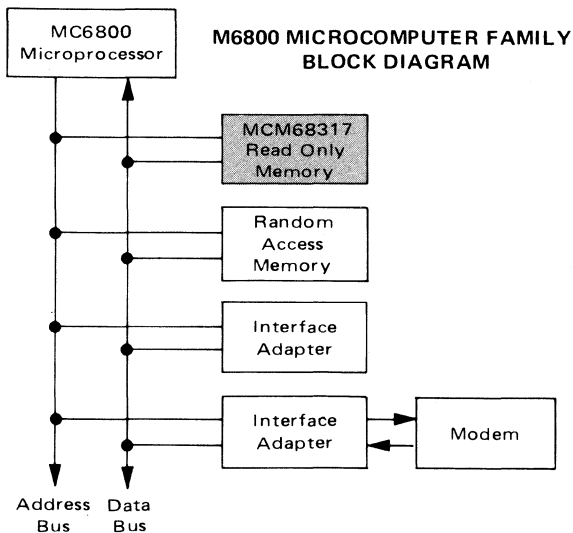 MC6800
Microprocessor
M6800 MICROCOMPUTER FAMILY
BLOCK DIAGRAM
MCM68317
Read Only
Memory
Random
Access
Memory
Interface
Adapter
Interface
Adapter
Modem
Address
Bus
Data
Bus